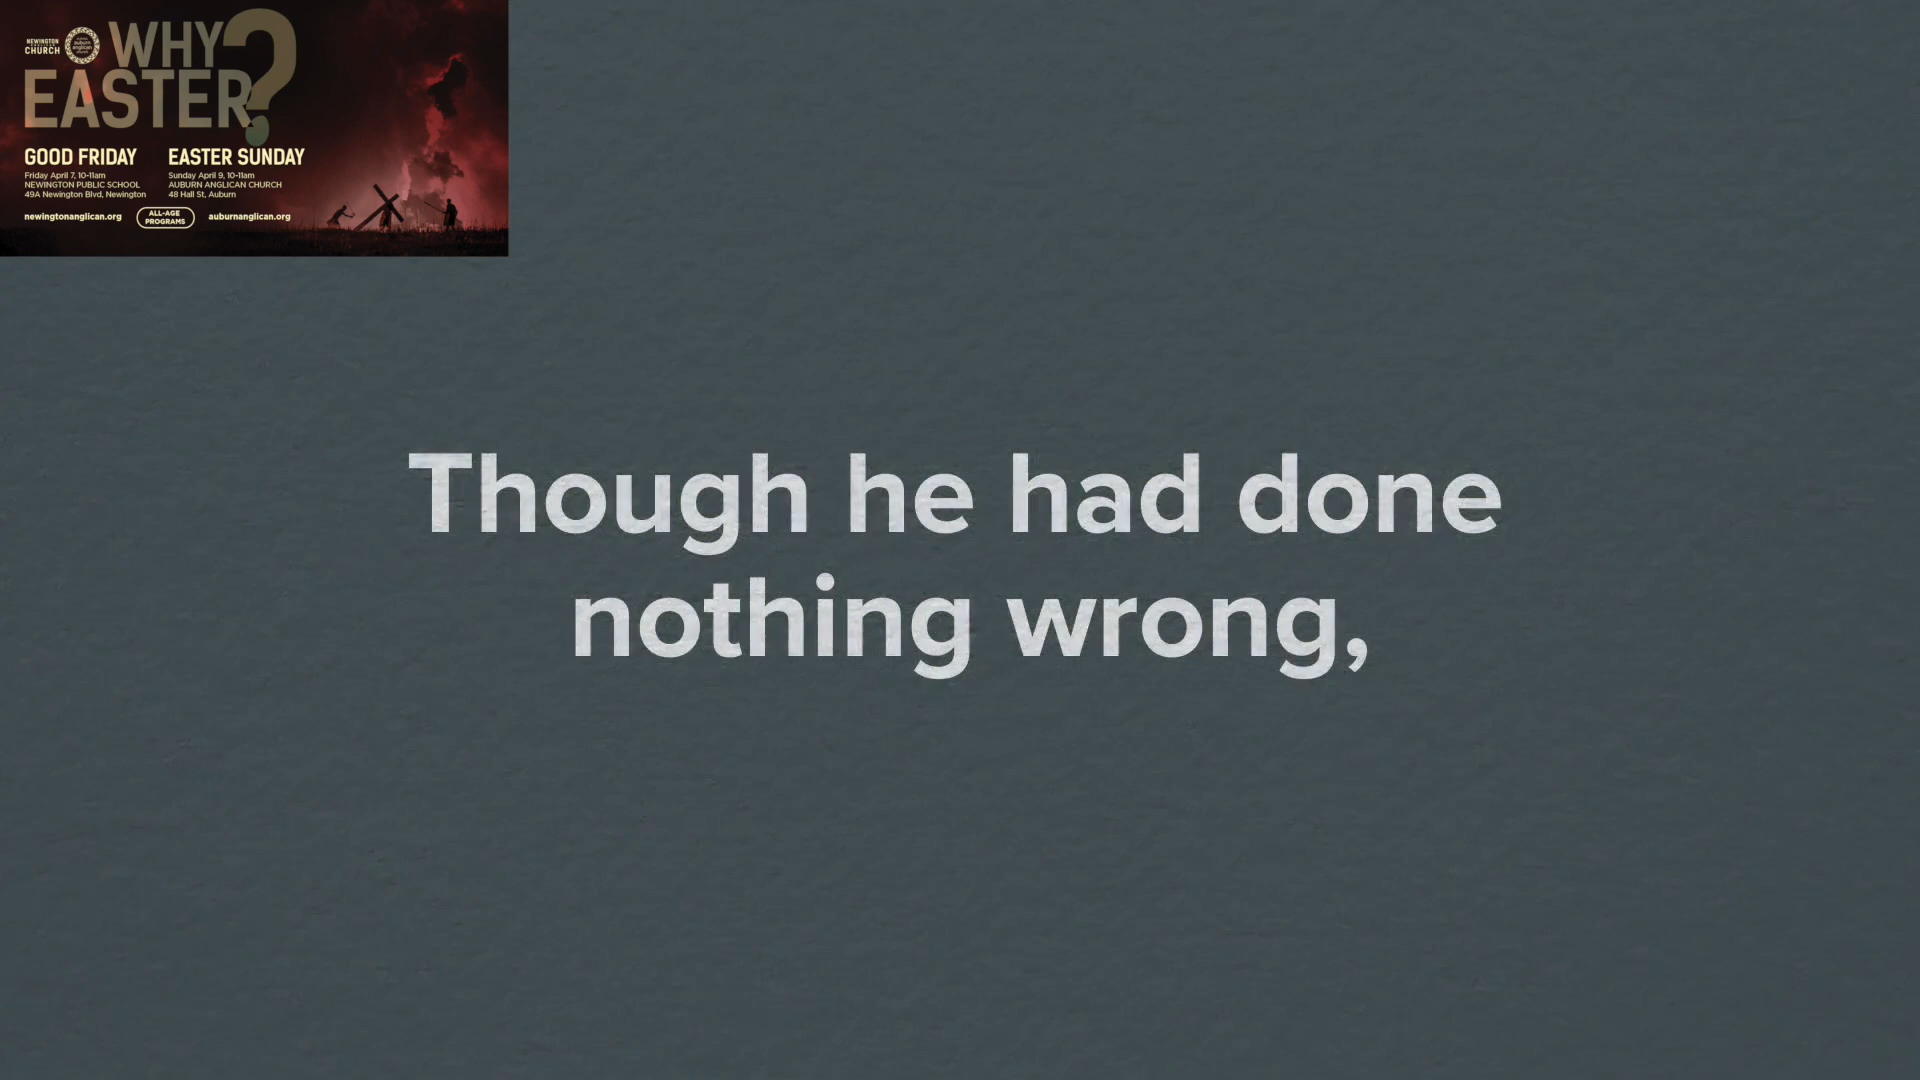 NEWINGTON
CHURCH
auburn
anglican
WHY
EASTER?
GOOD FRIDAY
Friday April 7, 10-11am
NEWINGTON PUBLIC SCHOOL
49A Newington Blvd, Newington
EASTER SUNDAY
Sunday April 9, 10-11am
AUBURN ANGLICAN CHURCH
48 Hall St, Auburn
newingtonanglican.org
ALL-AGE
PROGRAMS
auburnanglican.org
Though he had done
nothing wrong,